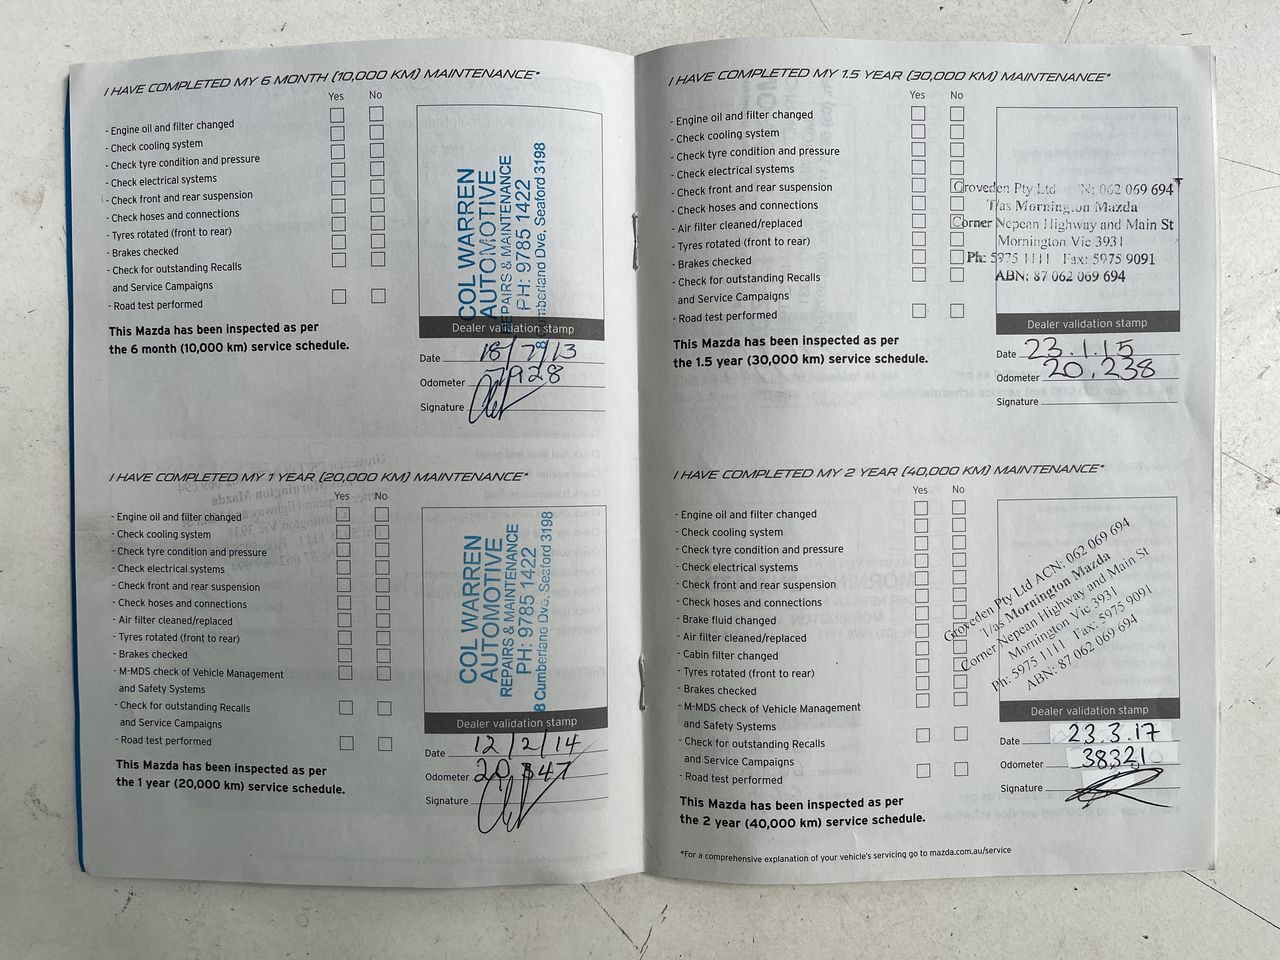 I HAVE COMPLETED MY 6 MONTH (10,000 KM) MAINTENANCE*
Yes No
- Engine oil and filter changed
- Check cooling system
- Check tyre condition and pressure
- Check electrical systems
- Check front and rear suspension
- Check hoses and connections
- Tyres rotated (front to rear)
- Brakes checked
- Check for outstanding Recalls
and Service Campaigns
- Road test performed
This Mazda has been inspected as per
the 6 month (10,000 km) service schedule.
COL WARREN
AUTOMOTIVE
REPAIRS & MAINTENANCE
PH: 9785 1422
8 Cumberland Dve, Seaford 3198
Dealer validation stamp
Date 18/7/13
Odometer 7928
Signature
I HAVE COMPLETED MY 1 YEAR (20,000 KM) MAINTENANCE*
Yes No
- Engine oil and filter changed
- Check cooling system
- Check tyre condition and pressure
- Check electrical systems
- Check front and rear suspension
- Check hoses and connections
- Air filter cleaned/replaced
- Tyres rotated (front to rear)
- Brakes checked
- M-MDS check of Vehicle Management
and Safety Systems
- Check for outstanding Recalls
and Service Campaigns
- Road test performed
This Mazda has been inspected as per
the 1 year (20,000 km) service schedule.
COL WARREN
AUTOMOTIVE
REPAIRS & MAINTENANCE
PH: 9785 1422
8 Cumberland Dve, Seaford 3198
Dealer validation stamp
Date 12/2/14
Odometer
Signature
I HAVE COMPLETED MY 1.5 YEAR (30,000 KM) MAINTENANCE*
Yes No
- Engine oil and filter changed
- Check cooling system
- Check tyre condition and pressure
- Check electrical systems
- Check front and rear suspension
- Check hoses and connections
- Air filter cleaned/replaced
- Tyres rotated (front to rear)
- Brakes checked
- Check for outstanding Recalls
and Service Campaigns
- Road test performed
This Mazda has been inspected as per
the 1.5 year (30,000 km) service schedule.
Groveden Pty Ltd N: 062 069 694
T/as Mornington Mazda
Corner Nepean Highway and Main St
Mornington Vic 3931
Ph: 5975 1111 Fax: 5975 9091
ABN: 87 062 069 694
Dealer validation stamp
Date 23.1.15
Odometer 20,238
Signature
I HAVE COMPLETED MY 2 YEAR (40,000 KM) MAINTENANCE*
Yes No
- Engine oil and filter changed
- Check cooling system
- Check tyre condition and pressure
- Check electrical systems
- Check front and rear suspension
- Check hoses and connections
- Brake fluid changed
- Air filter cleaned/replaced
- Cabin filter changed
- Tyres rotated (front to rear)
- Brakes checked
- M-MDS check of Vehicle Management
and Safety Systems
- Check for outstanding Recalls
and Service Campaigns
- Road test performed
This Mazda has been inspected as per
the 2 year (40,000 km) service schedule.
Groveden Pty Ltd ACN: 062 069 694
T/as Mornington Mazda
Corner Nepean Highway and Main St
Mornington Vic 3931
Ph: 5975 1111 Fax: 5975 9091
ABN: 87 062 069 694
Dealer validation stamp
Date 23.3.17
Odometer
Signature
*For a comprehensive explanation of your vehicle's servicing go to mazda.com.au/service